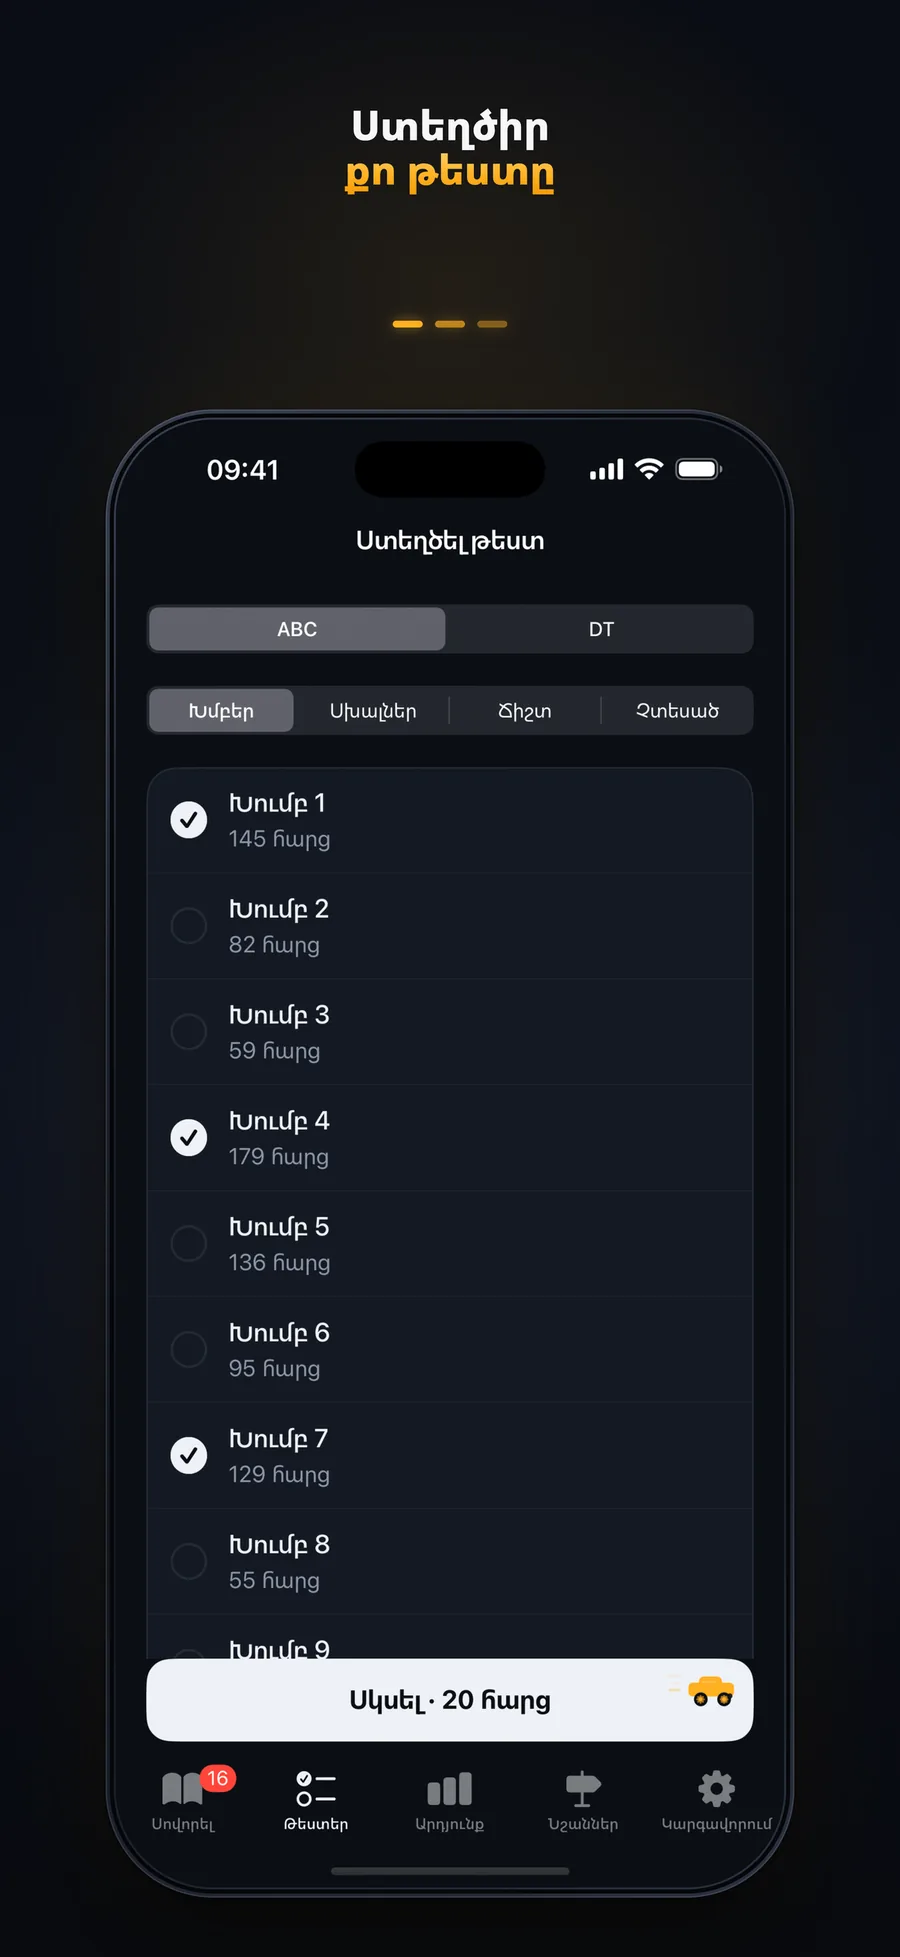 Ստեղծիր
քո թեստը
09:41
Ստեղծել թեստ
ABC DT
Խմբեր Սխալներ Ճիշտ Չտեսած
Խումբ 1
145 հարց
Խումբ 2
82 հարց
Խումբ 3
59 հարց
Խումբ 4
179 հարց
Խումբ 5
136 հարց
Խումբ 6
95 հարց
Խումբ 7
129 հարց
Խումբ 8
55 հարց
Խումբ 9
Սկսել · 20 հարց
16
Սովորել Թեստեր Արդյունք Նշաններ Կարգավորում